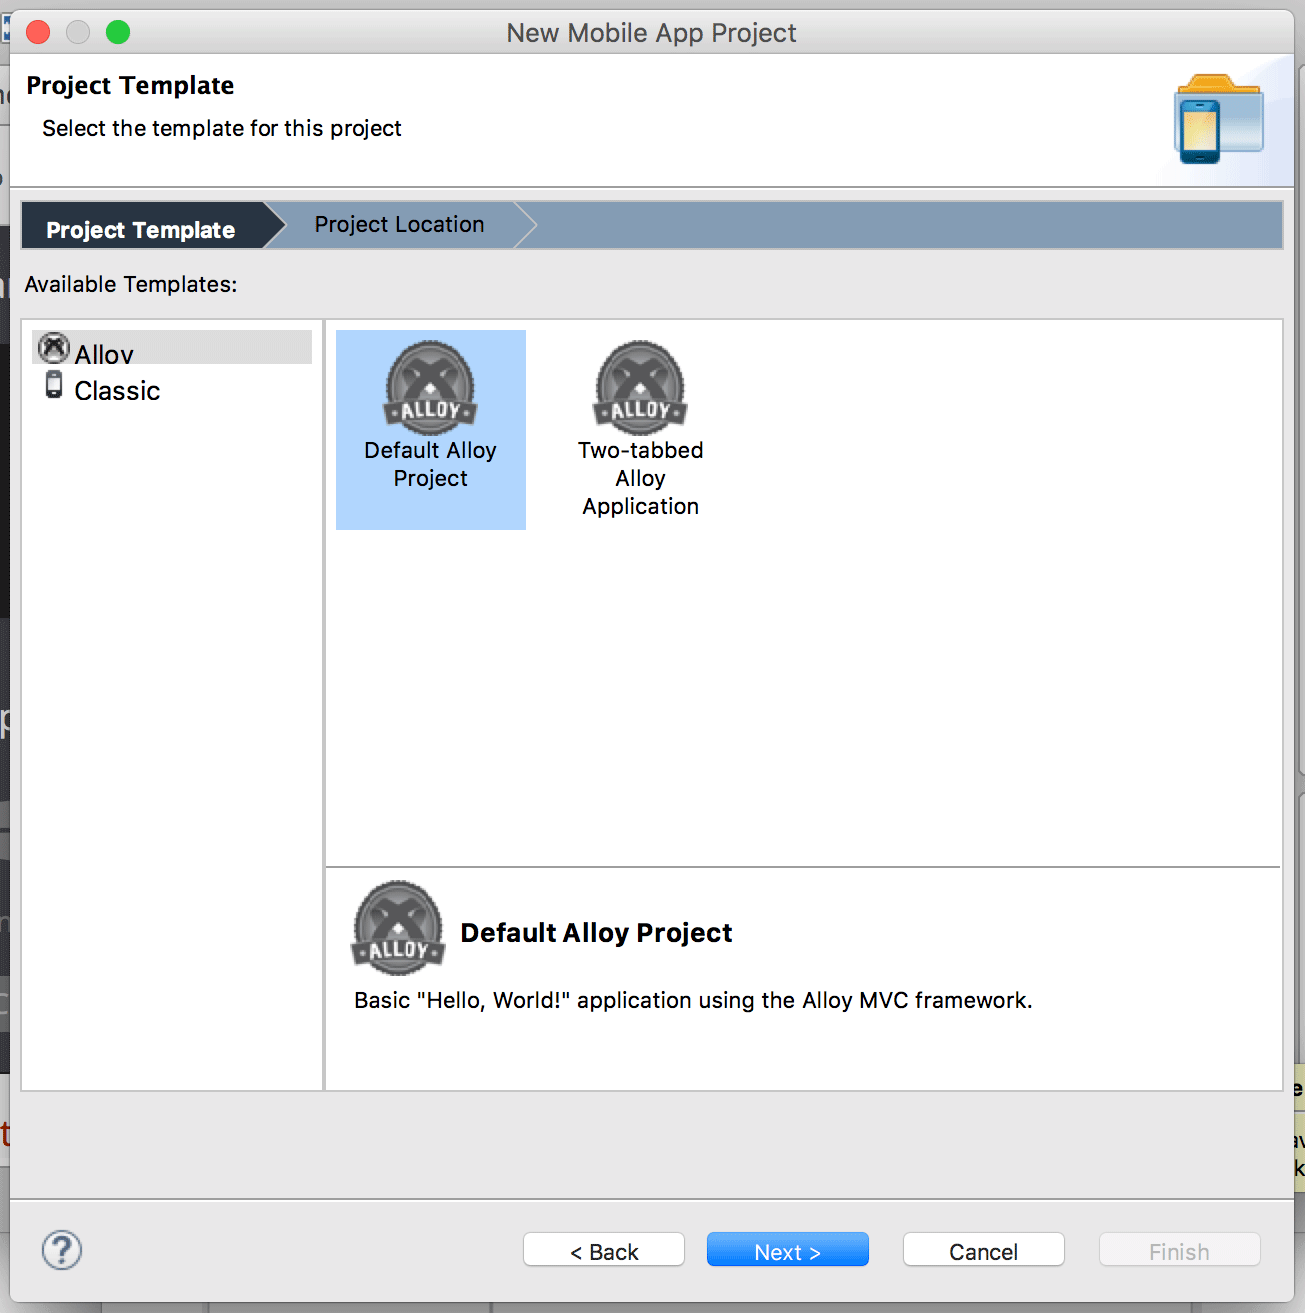 New Mobile App Project
Project Template
Select the template for this project
Project Template
Project Location
Available Templates:
Alloy
Classic
ALLOY
Default Alloy
Project
ALLOY
Two-tabbed
Alloy
Application
ALLOY
Default Alloy Project
Basic "Hello, World!" application using the Alloy MVC framework.
?
< Back
Next >
Cancel
Finish